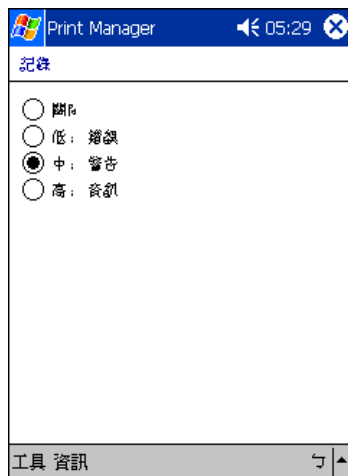 Print Manager 05:29
記錄
關閉
低：錯誤
中：警告
高：資訊
工具 資訊 ㄅ